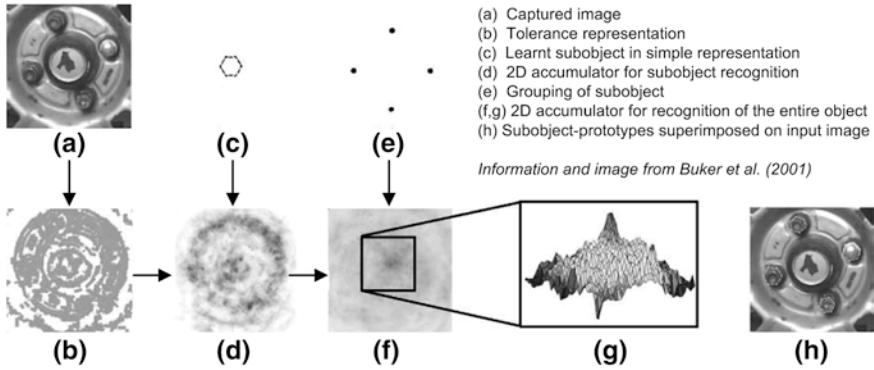 (a) Captured image
(b) Tolerance representation
(c) Learnt subobject in simple representation
(d) 2D accumulator for subobject recognition
(e) Grouping of subobject
(f,g) 2D accumulator for recognition of the entire object
(h) Subobject-prototypes superimposed on input image
Information and image from Buker et al. (2001)
(a)
(c)
(e)
(b)
(d)
(f)
(g)
(h)